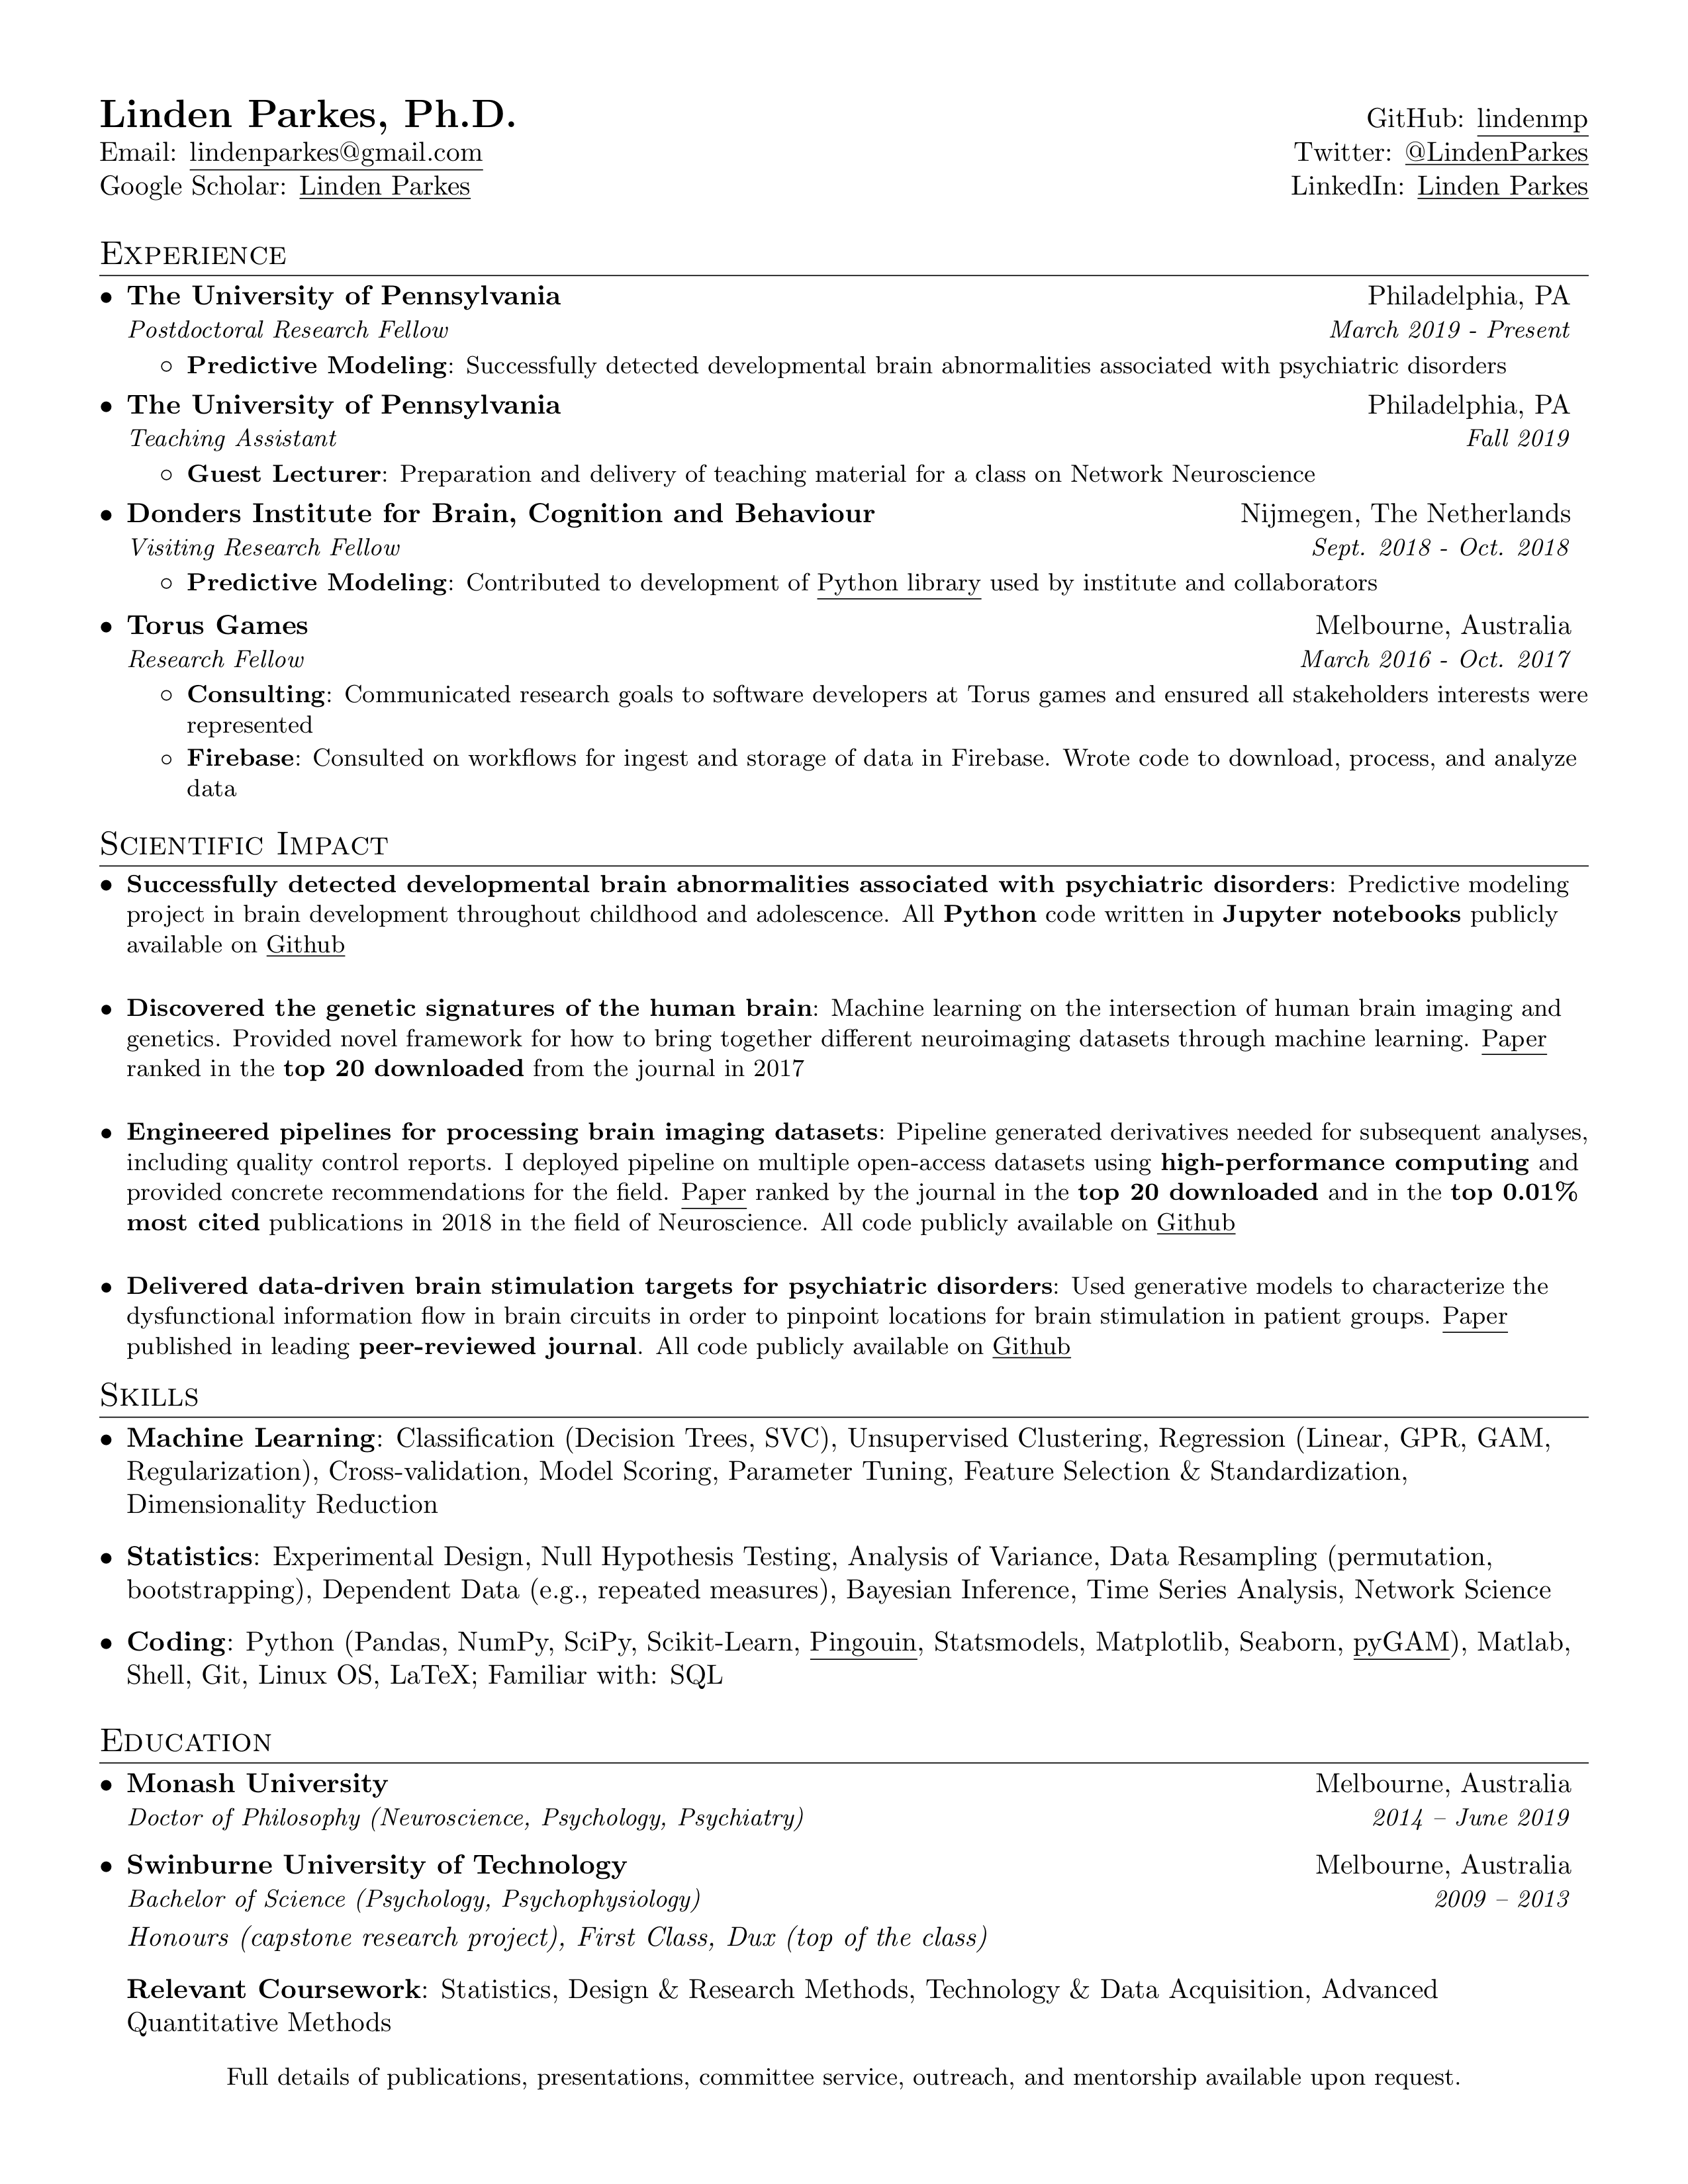 Linden Parkes, Ph.D.
GitHub: lindenmp
Email: lindenparkes@gmail.com
Twitter: @LindenParkes
Google Scholar: Linden Parkes
LinkedIn: Linden Parkes
Experience
• The University of Pennsylvania Philadelphia, PA
Postdoctoral Research Fellow March 2019 - Present
◦ Predictive Modeling: Successfully detected developmental brain abnormalities associated with psychiatric disorders
• The University of Pennsylvania Philadelphia, PA
Teaching Assistant Fall 2019
◦ Guest Lecturer: Preparation and delivery of teaching material for a class on Network Neuroscience
• Donders Institute for Brain, Cognition and Behaviour Nijmegen, The Netherlands
Visiting Research Fellow Sept. 2018 - Oct. 2018
◦ Predictive Modeling: Contributed to development of Python library used by institute and collaborators
• Torus Games Melbourne, Australia
Research Fellow March 2016 - Oct. 2017
◦ Consulting: Communicated research goals to software developers at Torus games and ensured all stakeholders interests were
represented
◦ Firebase: Consulted on workflows for ingest and storage of data in Firebase. Wrote code to download, process, and analyze
data
Scientific Impact
• Successfully detected developmental brain abnormalities associated with psychiatric disorders: Predictive modeling
project in brain development throughout childhood and adolescence. All Python code written in Jupyter notebooks publicly
available on Github
• Discovered the genetic signatures of the human brain: Machine learning on the intersection of human brain imaging and
genetics. Provided novel framework for how to bring together different neuroimaging datasets through machine learning. Paper
ranked in the top 20 downloaded from the journal in 2017
• Engineered pipelines for processing brain imaging datasets: Pipeline generated derivatives needed for subsequent analyses,
including quality control reports. I deployed pipeline on multiple open-access datasets using high-performance computing and
provided concrete recommendations for the field. Paper ranked by the journal in the top 20 downloaded and in the top 0.01%
most cited publications in 2018 in the field of Neuroscience. All code publicly available on Github
• Delivered data-driven brain stimulation targets for psychiatric disorders: Used generative models to characterize the
dysfunctional information flow in brain circuits in order to pinpoint locations for brain stimulation in patient groups. Paper
published in leading peer-reviewed journal. All code publicly available on Github
Skills
• Machine Learning: Classification (Decision Trees, SVC), Unsupervised Clustering, Regression (Linear, GPR, GAM,
Regularization), Cross-validation, Model Scoring, Parameter Tuning, Feature Selection & Standardization,
Dimensionality Reduction
• Statistics: Experimental Design, Null Hypothesis Testing, Analysis of Variance, Data Resampling (permutation,
bootstrapping), Dependent Data (e.g., repeated measures), Bayesian Inference, Time Series Analysis, Network Science
• Coding: Python (Pandas, NumPy, SciPy, Scikit-Learn, Pingouin, Statsmodels, Matplotlib, Seaborn, pyGAM), Matlab,
Shell, Git, Linux OS, LaTeX; Familiar with: SQL
Education
• Monash University Melbourne, Australia
Doctor of Philosophy (Neuroscience, Psychology, Psychiatry) 2014 – June 2019
• Swinburne University of Technology Melbourne, Australia
Bachelor of Science (Psychology, Psychophysiology) 2009 – 2013
Honours (capstone research project), First Class, Dux (top of the class)
Relevant Coursework: Statistics, Design & Research Methods, Technology & Data Acquisition, Advanced
Quantitative Methods
Full details of publications, presentations, committee service, outreach, and mentorship available upon request.